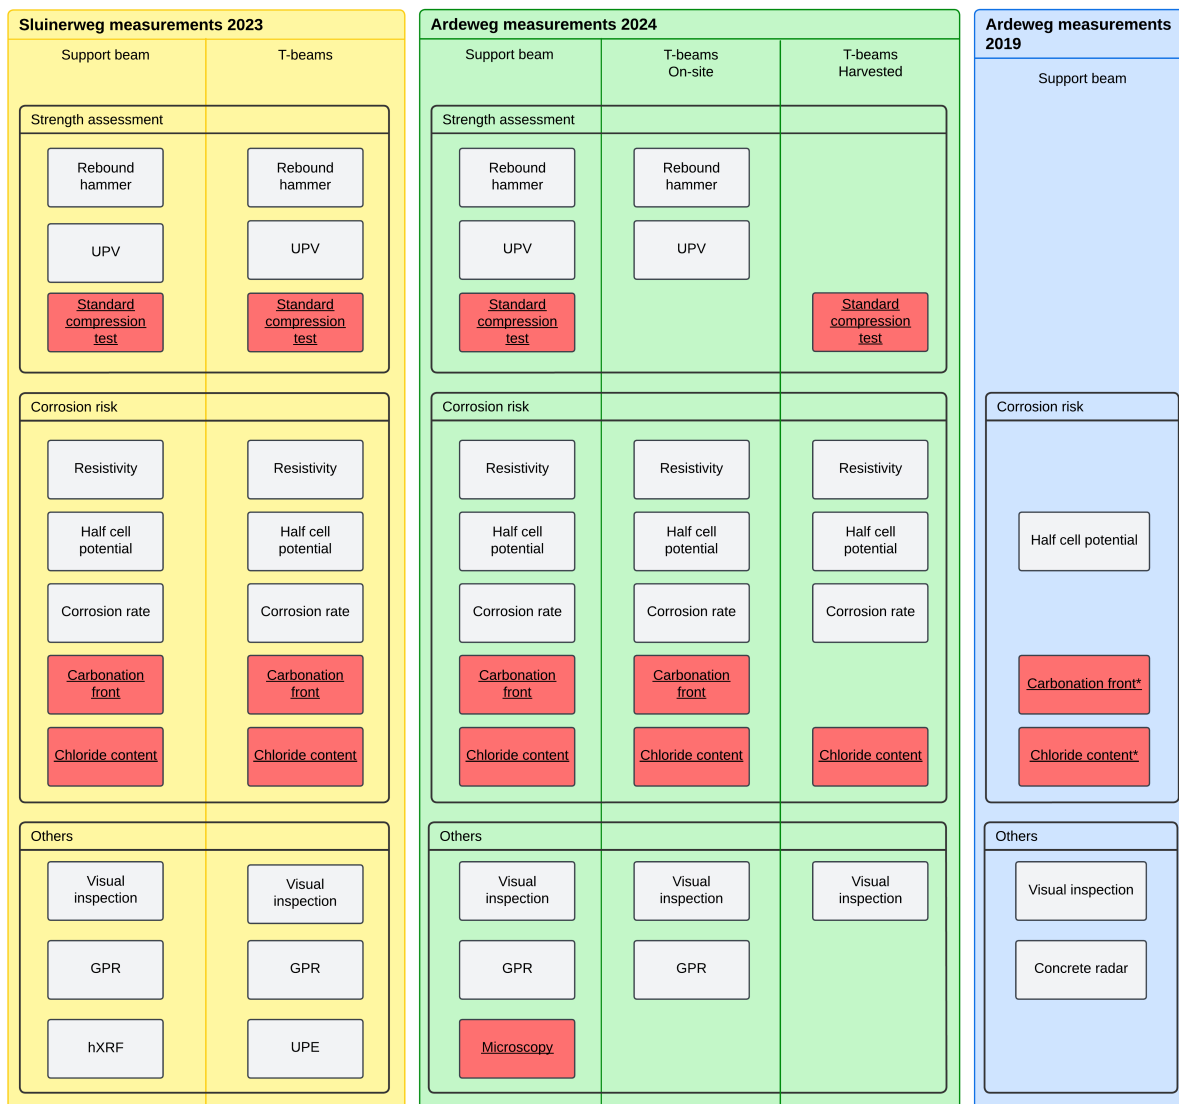 Sluinerweg measurements 2023
Support beam
T-beams
Strength assessment
Rebound
hammer
Rebound
hammer
UPV
UPV
Standard
compression
test
Standard
compression
test
Corrosion risk
Resistivity
Resistivity
Half cell
potential
Half cell
potential
Corrosion rate
Corrosion rate
Carbonation
front
Carbonation
front
Chloride content
Chloride content
Others
Visual
inspection
Visual
inspection
GPR
GPR
hXRF
UPE
Ardeweg measurements 2024
Support beam
T-beams
On-site
T-beams
Harvested
Strength assessment
Rebound
hammer
Rebound
hammer
UPV
UPV
Standard
compression
test
Standard
compression
test
Corrosion risk
Resistivity
Resistivity
Resistivity
Half cell
potential
Half cell
potential
Half cell
potential
Corrosion rate
Corrosion rate
Corrosion rate
Carbonation
front
Carbonation
front
Chloride content
Chloride content
Chloride content
Others
Visual
inspection
Visual
inspection
Visual
inspection
GPR
GPR
Microscopy
Ardeweg measurements
2019
Support beam
Corrosion risk
Half cell potential
Carbonation front*
Chloride content*
Others
Visual inspection
Concrete radar